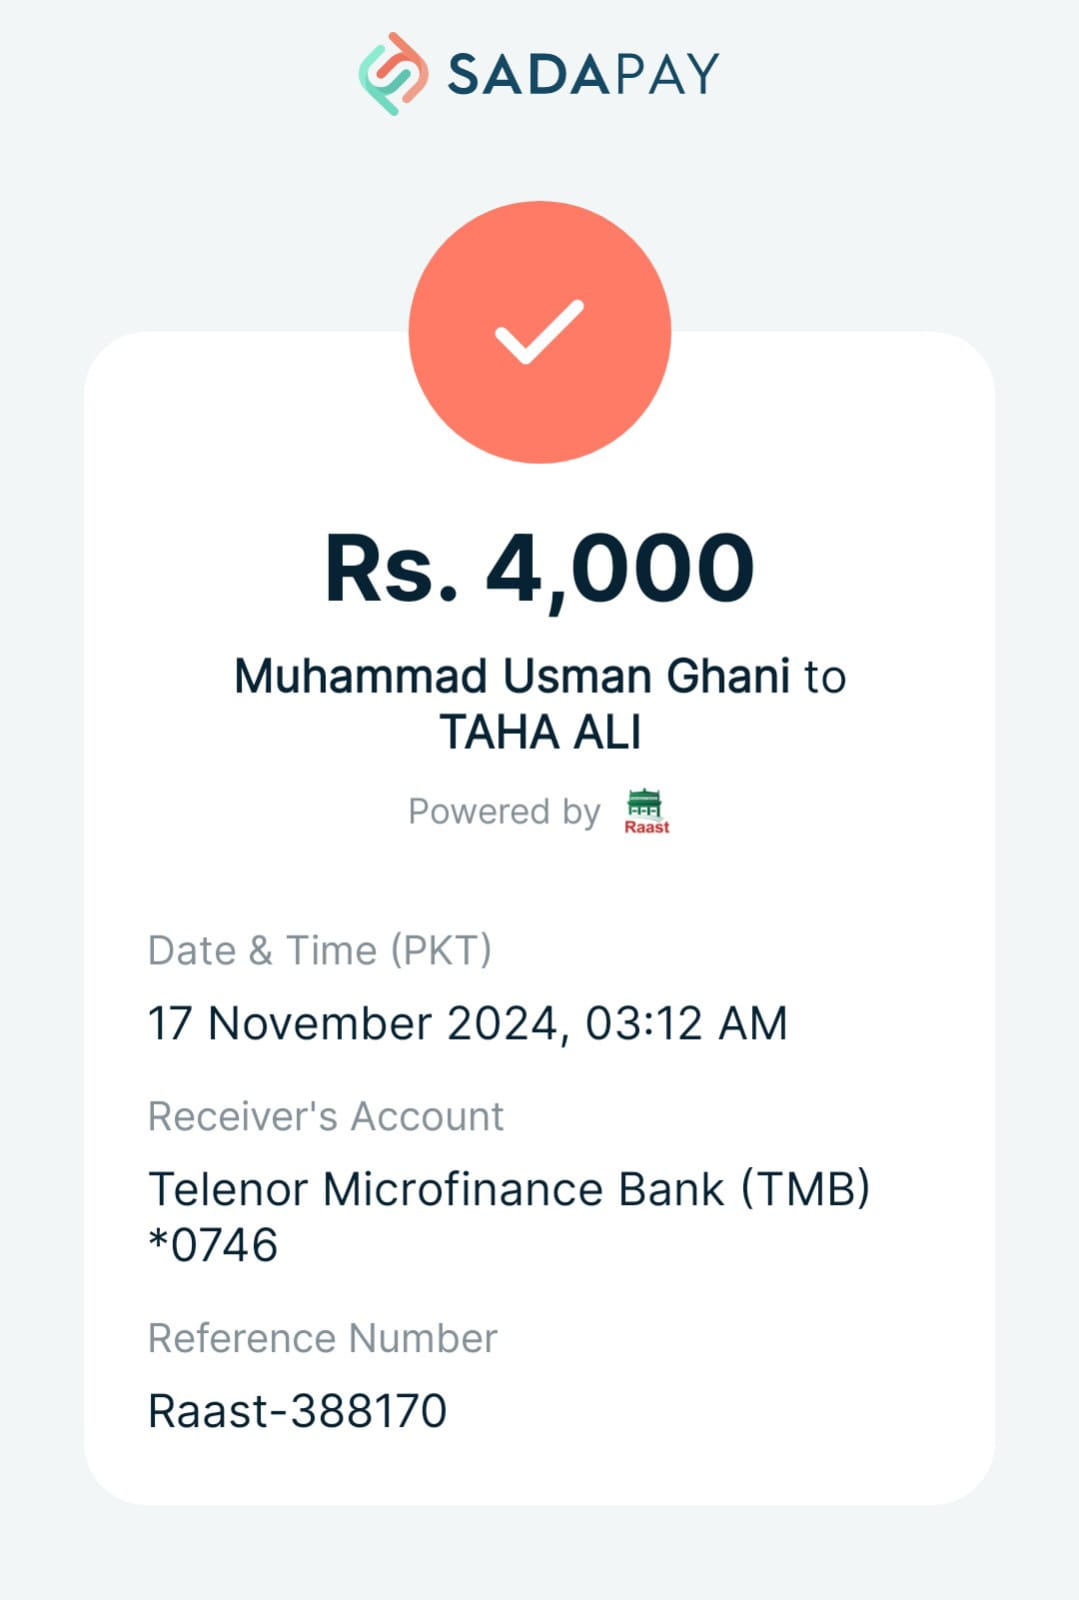 SADAPAY
Rs. 4,000
Muhammad Usman Ghani to
TAHA ALI
Powered by Raast
Date & Time (PKT)
17 November 2024, 03:12 AM
Receiver's Account
Telenor Microfinance Bank (TMB)
*0746
Reference Number
Raast-388170